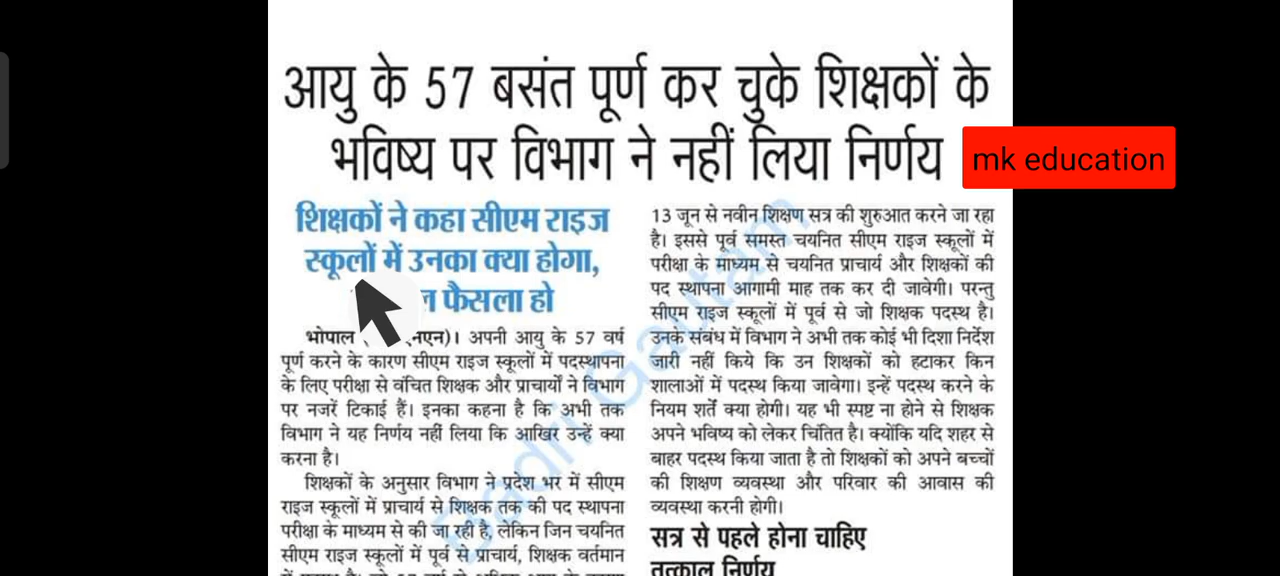 आयु के 57 बसंत पूर्ण कर चुके शिक्षकों के
भविष्य पर विभाग ने नहीं लिया निर्णय
mk education
शिक्षकों ने कहा सीएम राइज
स्कूलों में उनका क्या होगा,
फैसला हो
भोपाल अपनी आयु के 57 वर्ष
पूर्ण करने के कारण सीएम राइज स्कूलों में पदस्थापना
के लिए परीक्षा से वंचित शिक्षक और प्राचार्यों ने विभाग
पर नजरें टिकाई हैं। इनका कहना है कि अभी तक
विभाग ने यह निर्णय नहीं लिया कि आखिर उन्हें क्या
करना है।
शिक्षकों के अनुसार विभाग ने प्रदेश भर में सीएम
राइज स्कूलों में प्राचार्य से शिक्षक तक की पद स्थापना
परीक्षा के माध्यम से की जा रही है, लेकिन जिन चयनित
सीएम राइज स्कूलों में पूर्व से प्राचार्य, शिक्षक वर्तमान
13 जून से नवीन शिक्षण सत्र की शुरुआत करने जा रहा
है। इससे पूर्व समस्त चयनित सीएम राइज स्कूलों में
परीक्षा के माध्यम से चयनित प्राचार्य और शिक्षकों की
पद स्थापना आगामी माह तक कर दी जावेगी। परन्तु
सीएम राइज स्कूलों में पूर्व से जो शिक्षक पदस्थ है।
उनके संबंध में विभाग ने अभी तक कोई भी दिशा निर्देश
जारी नहीं किये कि उन शिक्षकों को हटाकर किन
शालाओं में पदस्थ किया जावेगा। इन्हें पदस्थ करने के
नियम शर्तें क्या होगी। यह भी स्पष्ट ना होने से शिक्षक
अपने भविष्य को लेकर चिंतित है। क्योंकि यदि शहर से
बाहर पदस्थ किया जाता है तो शिक्षकों को अपने बच्चों
की शिक्षण व्यवस्था और परिवार की आवास की
व्यवस्था करनी होगी।
सत्र से पहले होना चाहिए
तत्काल निर्णय
Badri Gautam